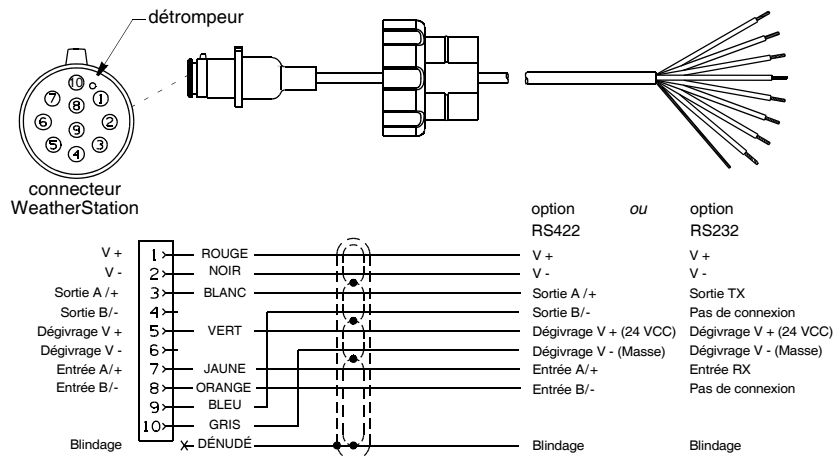 détrompeur
10
7 1
8
6 2
9
5 3
4
connecteur
WeatherStation
option ou option
RS422 RS232
V + 1 ROUGE V + V +
V - 2 NOIR V - V -
Sortie A /+ 3 BLANC Sortie A /+ Sortie TX
Sortie B/- 4 Sortie B/- Pas de connexion
Dégivrage V + 5 VERT Dégivrage V + (24 VCC) Dégivrage V + (24 VCC)
Dégivrage V - 6 Dégivrage V - (Masse) Dégivrage V - (Masse)
Entrée A/+ 7 JAUNE Entrée A/+ Entrée RX
Entrée B/- 8 ORANGE Entrée B/- Pas de connexion
9 BLEU
10 GRIS
Blindage DÉNUDÉ Blindage Blindage